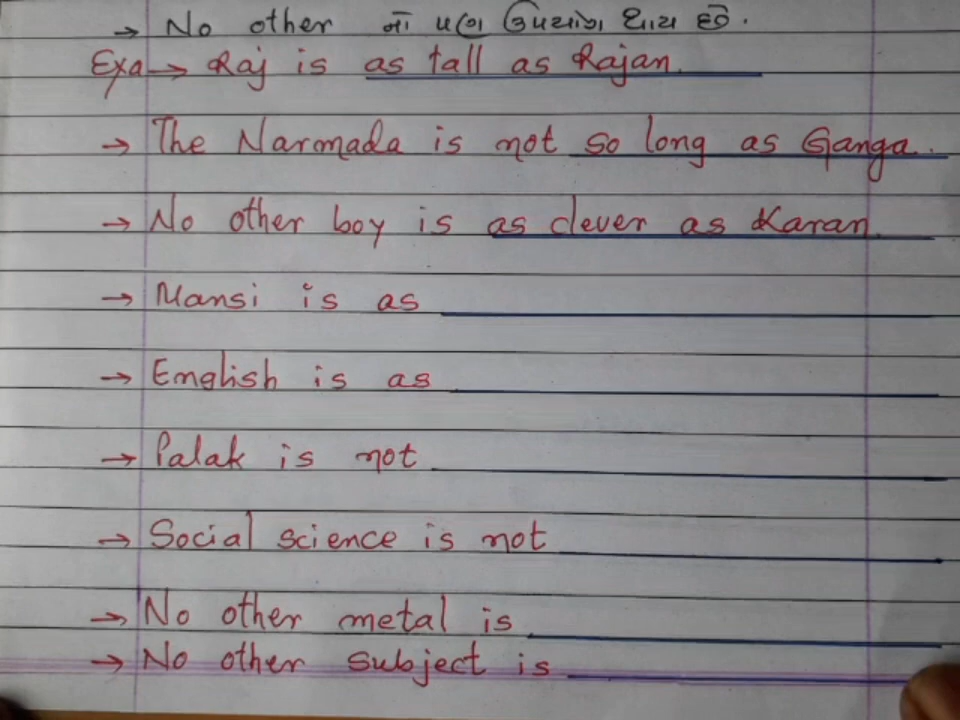 → No other નો પણ ઉપયોગ થાય છે.
Exa → Raj is as tall as Rajan.
→ The Narmada is not so long as Ganga.
→ No other boy is as clever as Karan.
→ Mansi is as
→ English is as
→ Palak is not
→ Social science is not
→ No other metal is
→ No other subject is